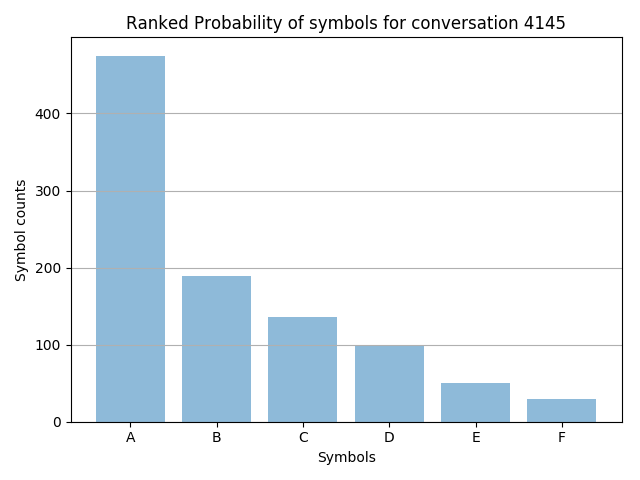 Ranked Probability of symbols for conversation 4145
Symbol counts
400
300
200
100
0
A B C D E F
Symbols